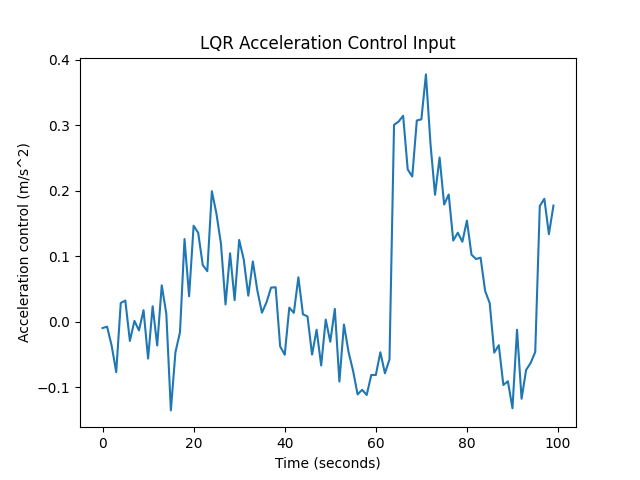 LQR Acceleration Control Input
Acceleration control (m/s^2)
0.4
0.3
0.2
0.1
0.0
−0.1
0 20 40 60 80 100
Time (seconds)